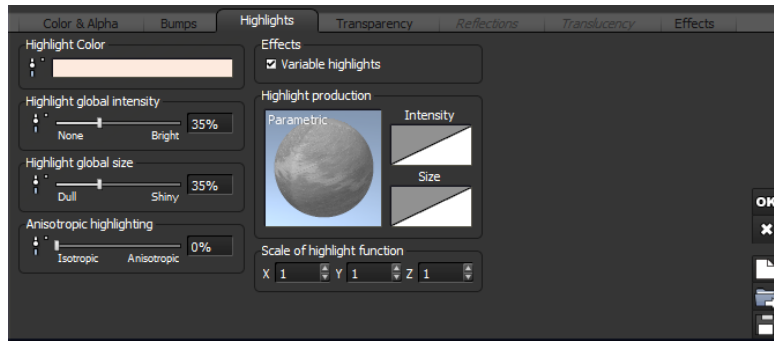 Color & Alpha Bumps Highlights Transparency Reflections Translucency Effects
Highlight Color
Highlight global intensity
35%
None Bright
Highlight global size
35%
Dull Shiny
Anisotropic highlighting
0%
Isotropic Anisotropic
Effects
Variable highlights
Highlight production
Parametric
Intensity
Size
Scale of highlight function
X 1 Y 1 Z 1
OK